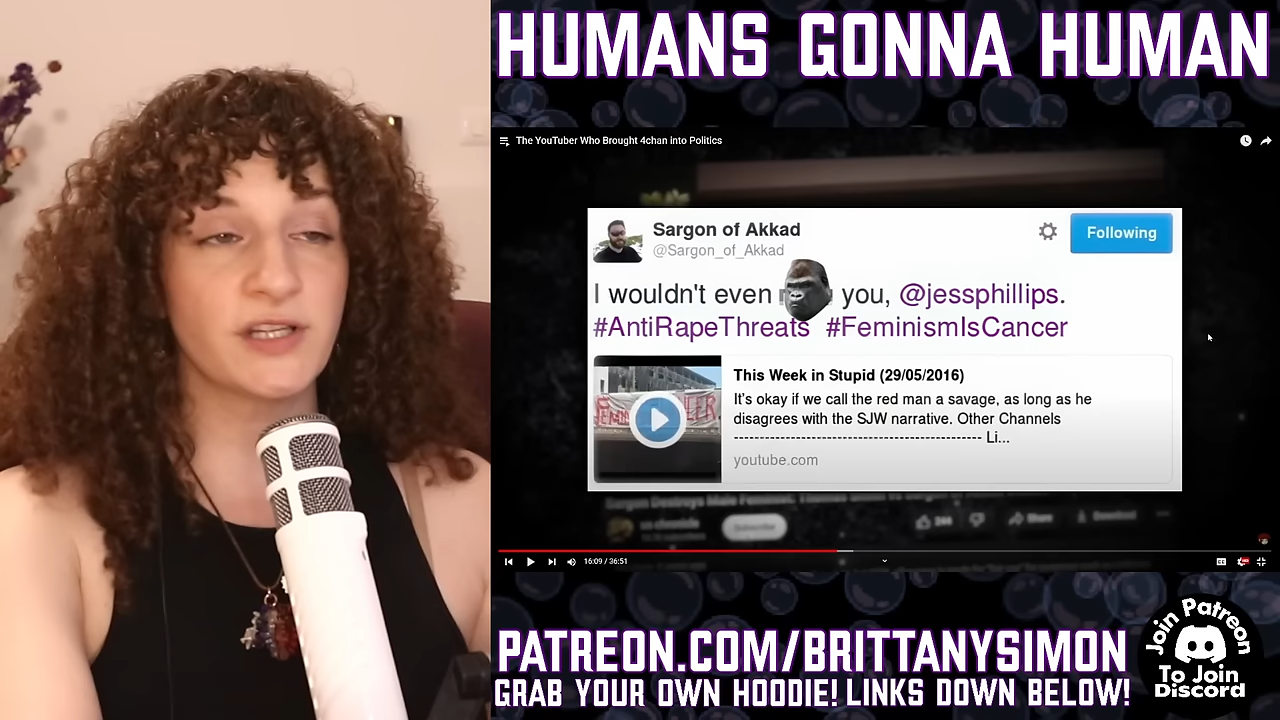 HUMANS GONNA HUMAN
The YouTuber Who Brought 4chan into Politics
Sargon of Akkad
@Sargon_of_Akkad
Following
I wouldn't even you, @jessphillips.
#AntiRapeThreats #FeminismIsCancer
This Week in Stupid (29/05/2016)
It's okay if we call the red man a savage, as long as he
disagrees with the SJW narrative. Other Channels
----------------------------------------------- Li...
youtube.com
244
Share
Download
16:09 / 36:51
PATREON.COM/BRITTANYSIMON
GRAB YOUR OWN HOODIE! LINKS DOWN BELOW!
Join Patreon
To Join
Discord